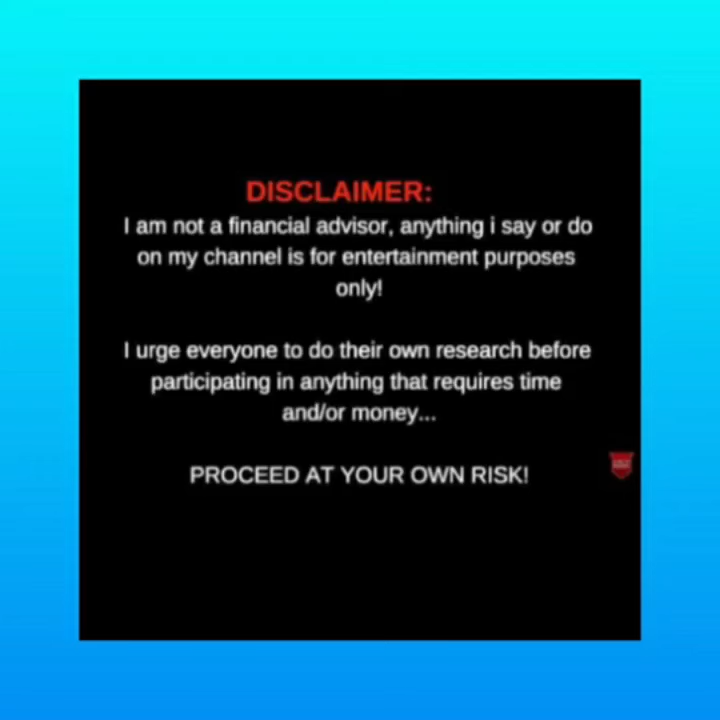 DISCLAIMER:
I am not a financial advisor, anything i say or do
on my channel is for entertainment purposes
only!
I urge everyone to do their own research before
participating in anything that requires time
and/or money...
PROCEED AT YOUR OWN RISK!